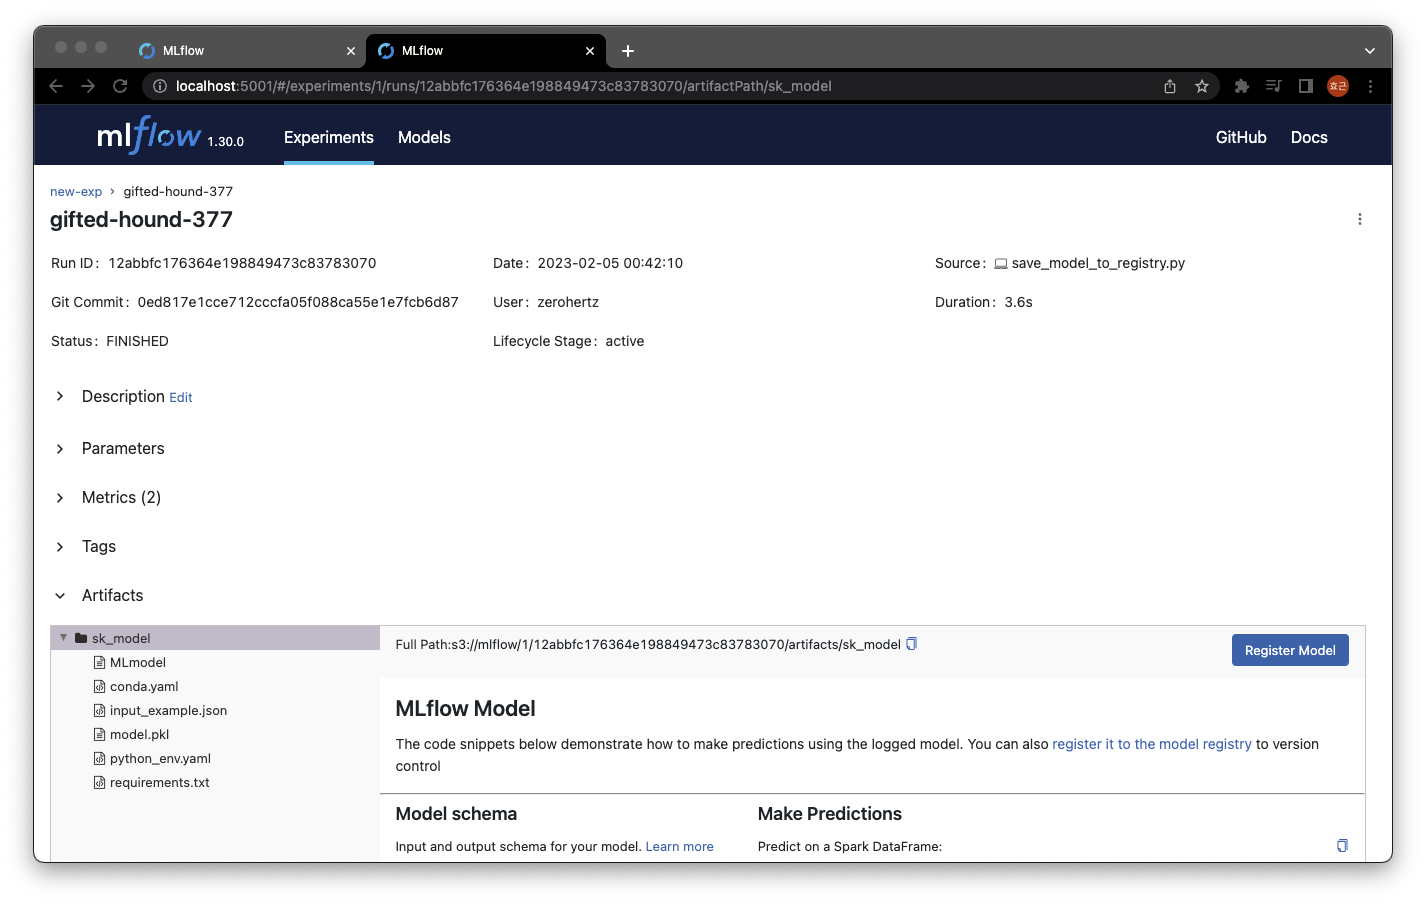 MLflow
MLflow
localhost:5001/#/experiments/1/runs/12abbfc176364e198849473c83783070/artifactPath/sk_model
효근
mlflow 1.30.0
Experiments
Models
GitHub
Docs
new-exp › gifted-hound-377
gifted-hound-377
Run ID: 12abbfc176364e198849473c83783070
Date: 2023-02-05 00:42:10
Source: save_model_to_registry.py
Git Commit: 0ed817e1cce712cccfa05f088ca55e1e7fcb6d87
User: zerohertz
Duration: 3.6s
Status: FINISHED
Lifecycle Stage: active
Description Edit
Parameters
Metrics (2)
Tags
Artifacts
sk_model
MLmodel
conda.yaml
input_example.json
model.pkl
python_env.yaml
requirements.txt
Full Path:s3://mlflow/1/12abbfc176364e198849473c83783070/artifacts/sk_model
Register Model
MLflow Model
The code snippets below demonstrate how to make predictions using the logged model. You can also register it to the model registry to version
control
Model schema
Input and output schema for your model. Learn more
Make Predictions
Predict on a Spark DataFrame: